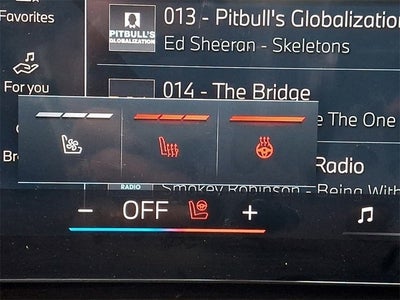 Favorites
013 - Pitbull's Globalization
PITBULL'S
GLOBALIZATION
Ed Sheeran - Skeletons
For you
014 - The Bridge
e The One
Radio
RADIO
Smokey Robinson - Being With
- OFF +